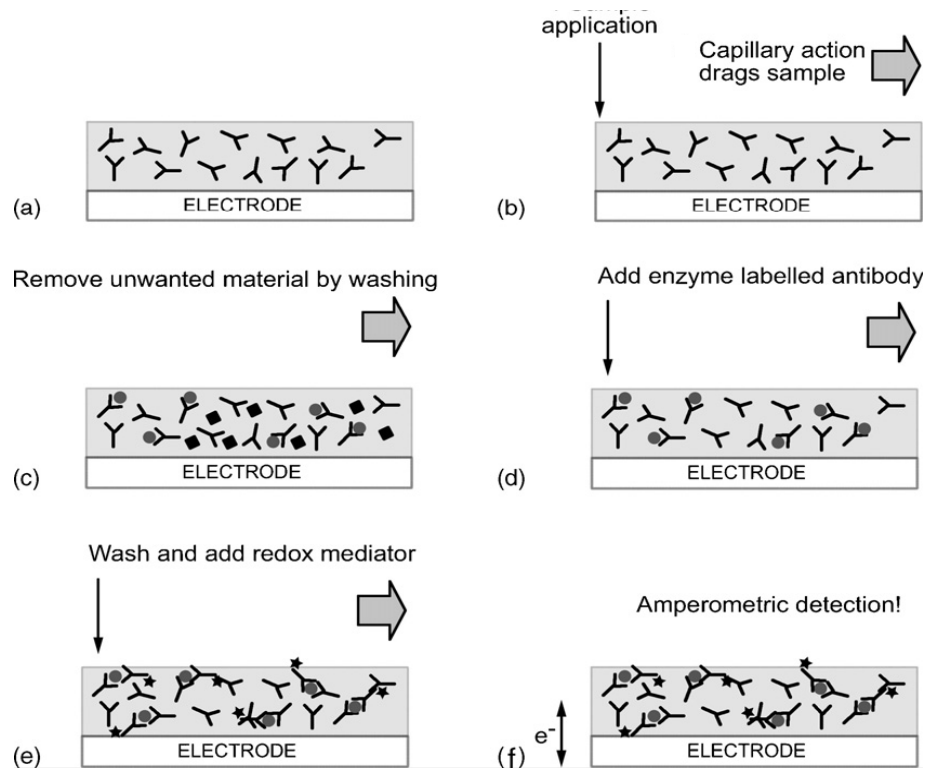 application
Capillary action
drags sample
ELECTRODE
(a)
ELECTRODE
(b)
Remove unwanted material by washing
Add enzyme labelled antibody
ELECTRODE
(c)
ELECTRODE
(d)
Wash and add redox mediator
Amperometric detection!
ELECTRODE
(e)
e-
ELECTRODE
(f)